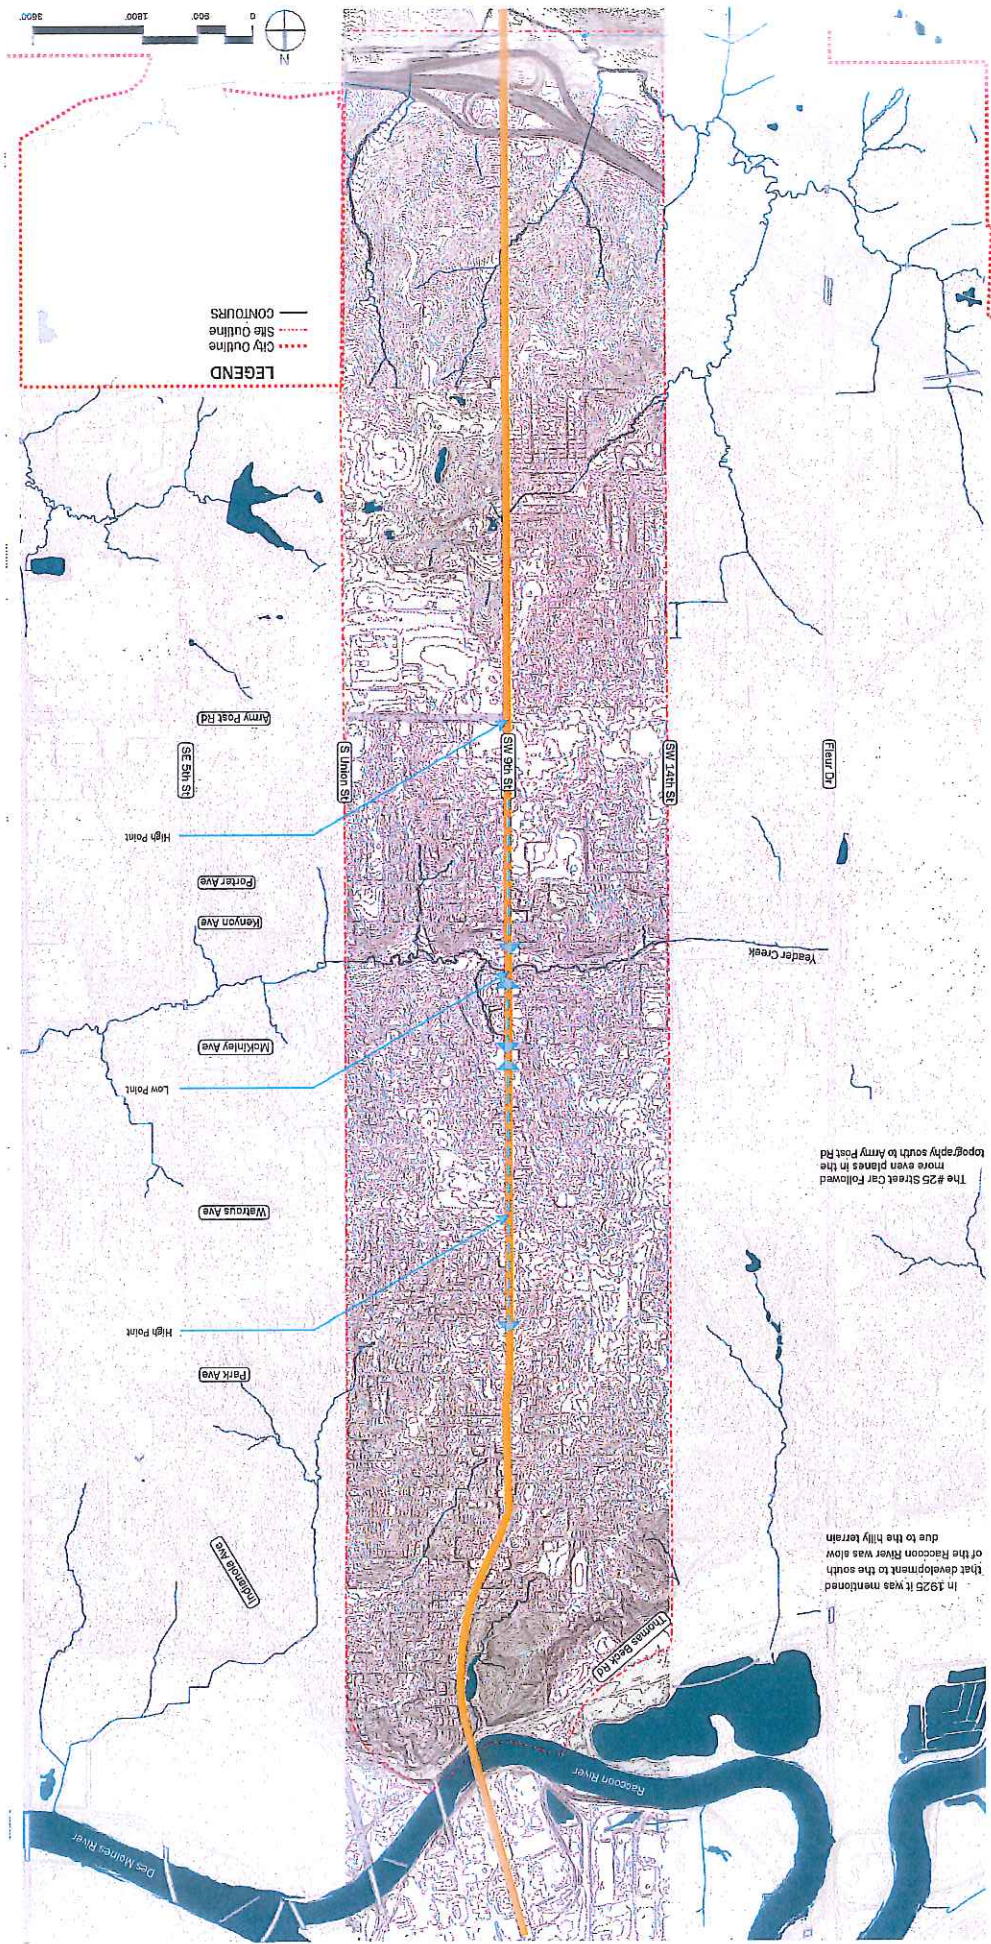 Des Moines River
Raccoon River
Thomas Beck Rd
In 1925 it was mentioned
that development to the south
of the Raccoon River was slow
due to the hilly terrain
Indianola Ave
Park Ave
High Point
Watrous Ave
The #25 Street Car Followed
more even planes in the
topography south to Army Post Rd
Low Point
McKinley Ave
Yeader Creek
Kenyon Ave
Porter Ave
High Point
Fleur Dr
SW 14th St
SW 9th St
S Union St
SE 5th St
Army Post Rd
LEGEND
City Outline
Site Outline
CONTOURS
N
0 900' 1800' 3600'